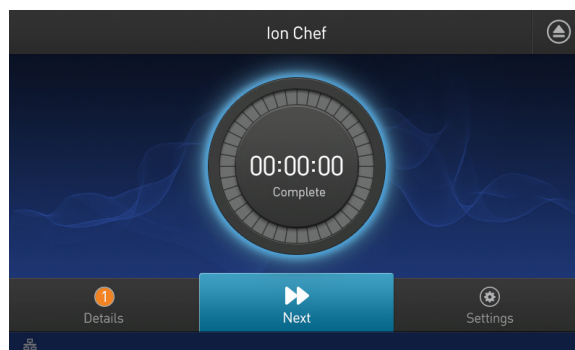 Ion Chef
00:00:00
Complete
1
Details
Next
Settings